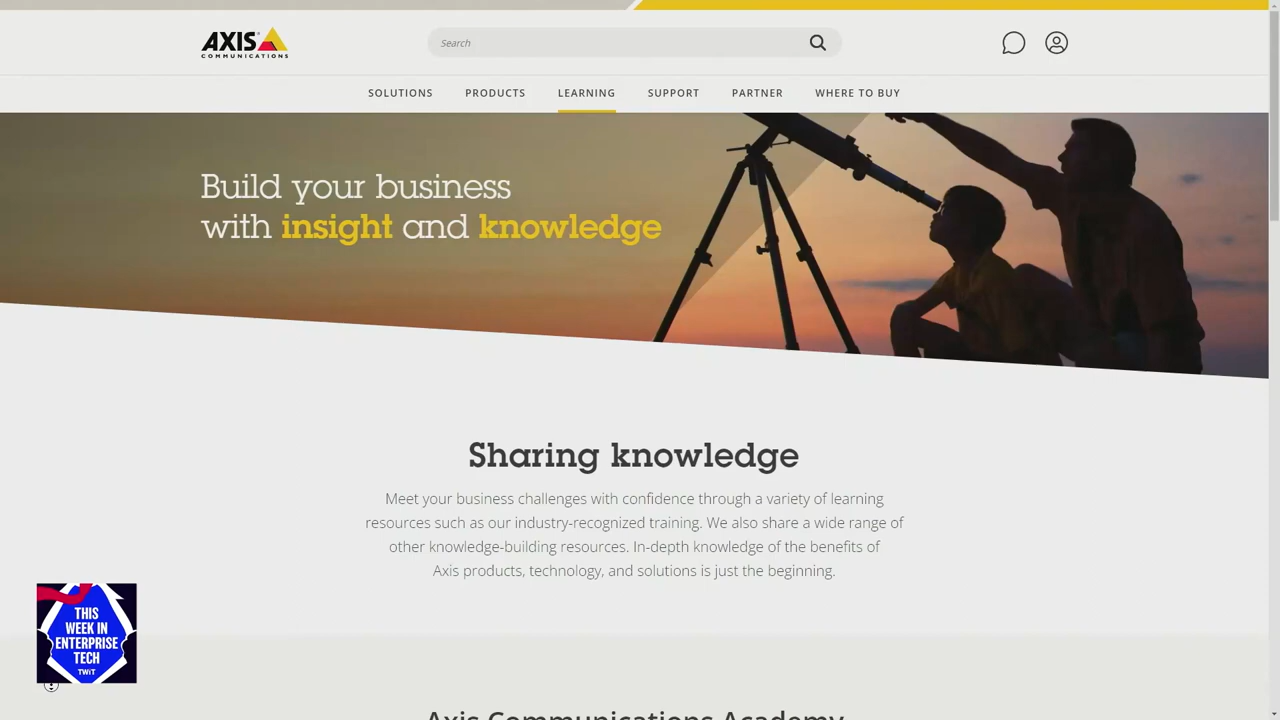 AXIS
COMMUNICATIONS
Search
SOLUTIONS PRODUCTS LEARNING SUPPORT PARTNER WHERE TO BUY
Build your business
with insight and knowledge
Sharing knowledge
Meet your business challenges with confidence through a variety of learning
resources such as our industry-recognized training. We also share a wide range of
other knowledge-building resources. In-depth knowledge of the benefits of
Axis products, technology, and solutions is just the beginning.
THIS
WEEK IN
ENTERPRISE
TECH
TWiT
Axis Communications Academy